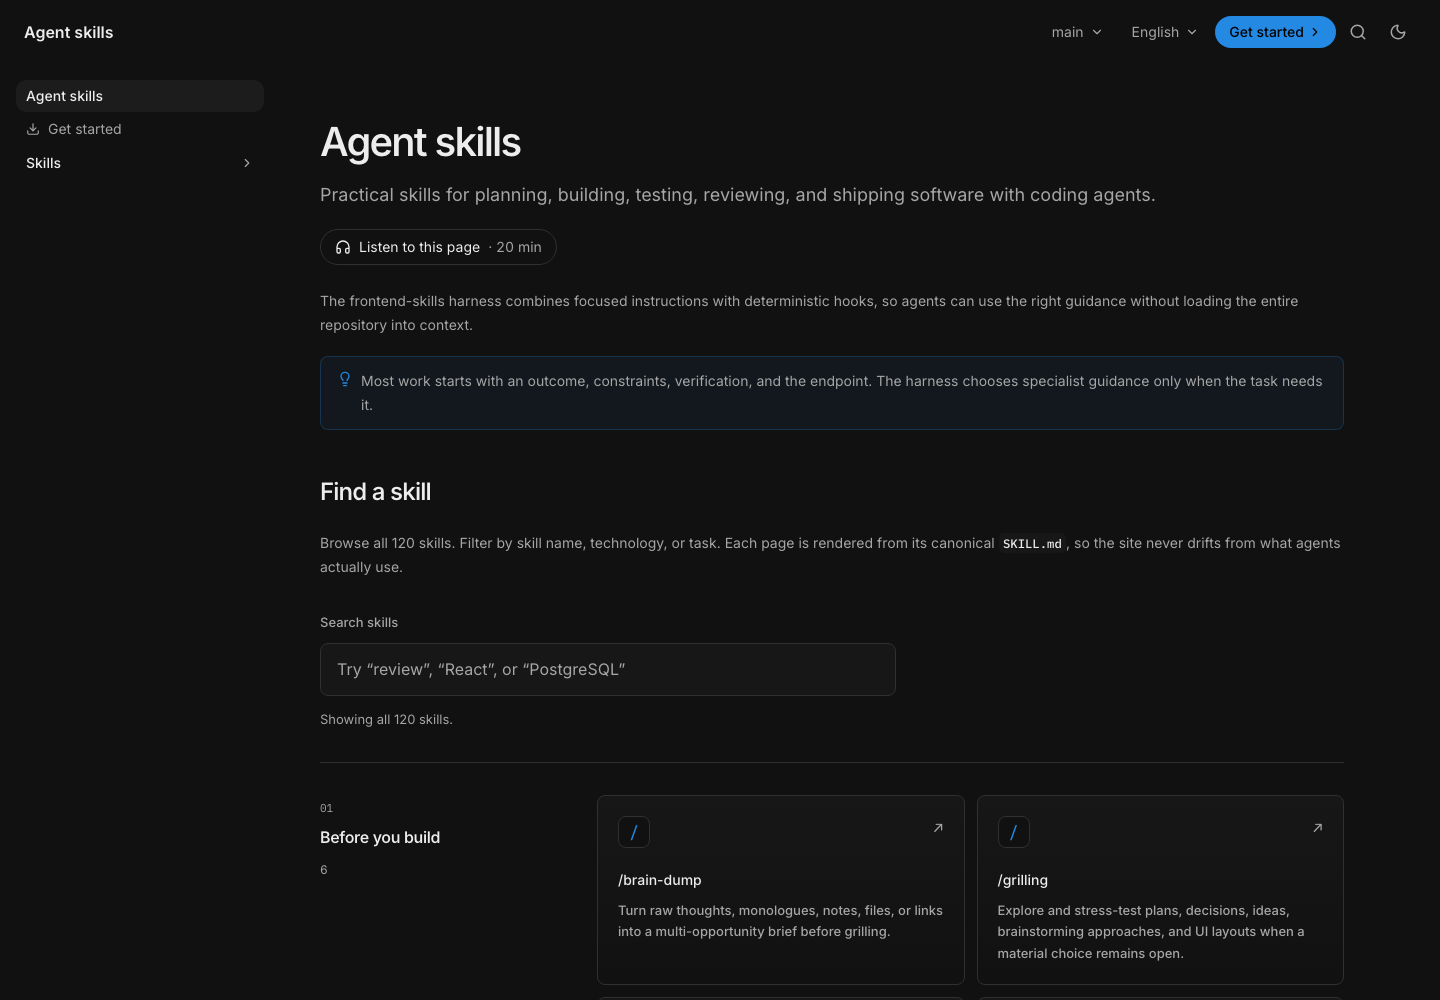 Agent skills
main
English
Get started
Agent skills
Get started
Skills
Agent skills
Practical skills for planning, building, testing, reviewing, and shipping software with coding agents.
Listen to this page · 20 min
The frontend-skills harness combines focused instructions with deterministic hooks, so agents can use the right guidance without loading the entire
repository into context.
Most work starts with an outcome, constraints, verification, and the endpoint. The harness chooses specialist guidance only when the task needs
it.
Find a skill
Browse all 120 skills. Filter by skill name, technology, or task. Each page is rendered from its canonical SKILL.md, so the site never drifts from what agents
actually use.
Search skills
Try “review”, “React”, or “PostgreSQL”
Showing all 120 skills.
01
Before you build
6
/
/brain-dump
Turn raw thoughts, monologues, notes, files, or links
into a multi-opportunity brief before grilling.
/
/grilling
Explore and stress-test plans, decisions, ideas,
brainstorming approaches, and UI layouts when a
material choice remains open.